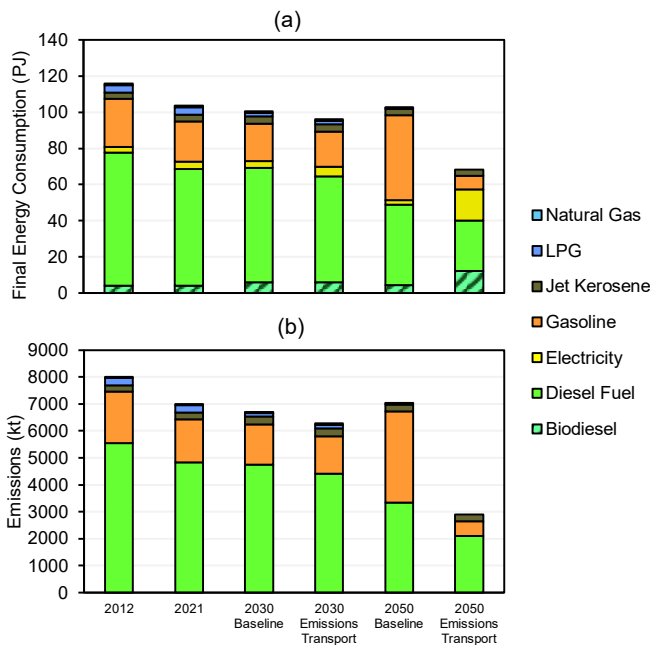 (a)
Final Energy Consumption (PJ)
140
120
100
80
60
40
20
0
(b)
Emissions (kt)
9000
8000
7000
6000
5000
4000
3000
2000
1000
0
2012
2021
2030
Baseline
2030
Emissions
Transport
2050
Baseline
2050
Emissions
Transport
Natural Gas
LPG
Jet Kerosene
Gasoline
Electricity
Diesel Fuel
Biodiesel